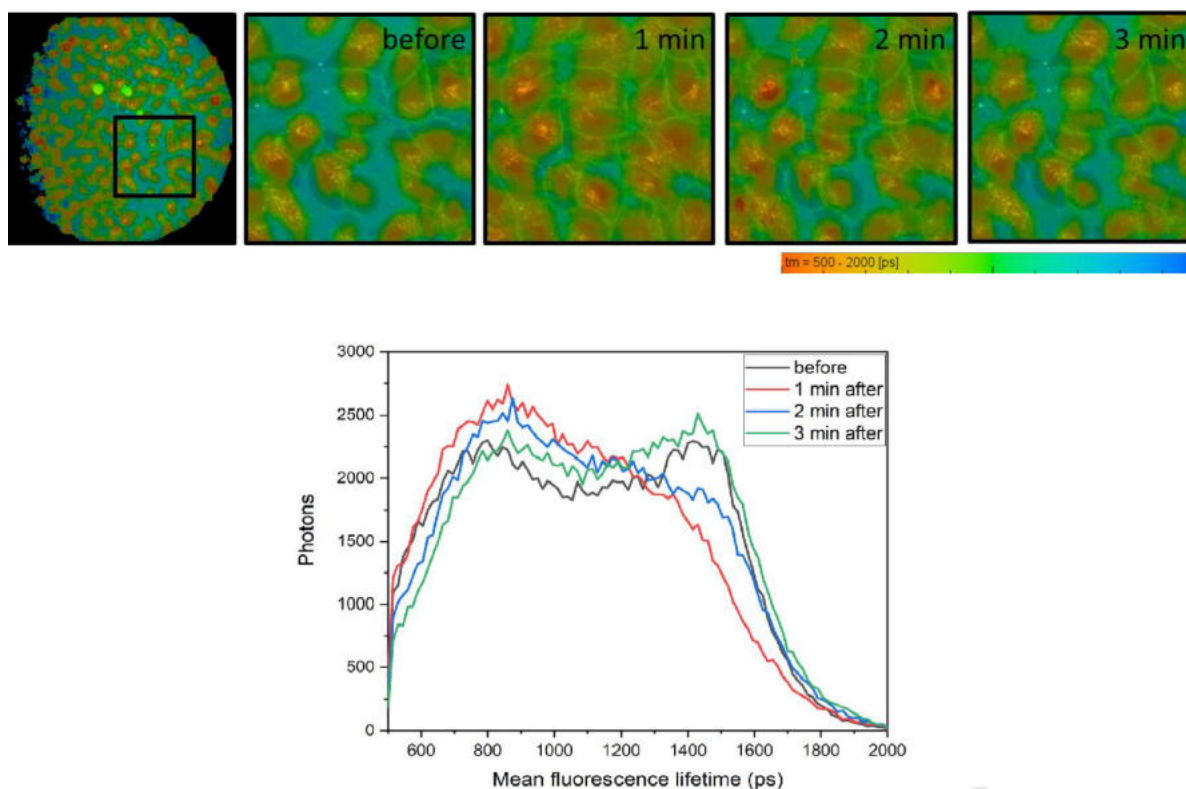 before
1 min
2 min
3 min
tm = 500 - 2000 [ps]
3000
2500
2000
1500
1000
500
0
Photons
before
1 min after
2 min after
3 min after
600 800 1000 1200 1400 1600 1800 2000
Mean fluorescence lifetime (ps)